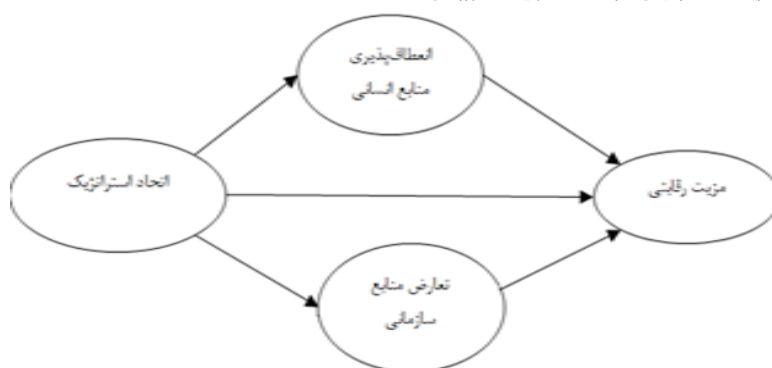 انعطاف‌پذیری
منابع انسانی
اتحاد استراتژیک
مزیت رقابتی
تعارض منابع
سازمانی